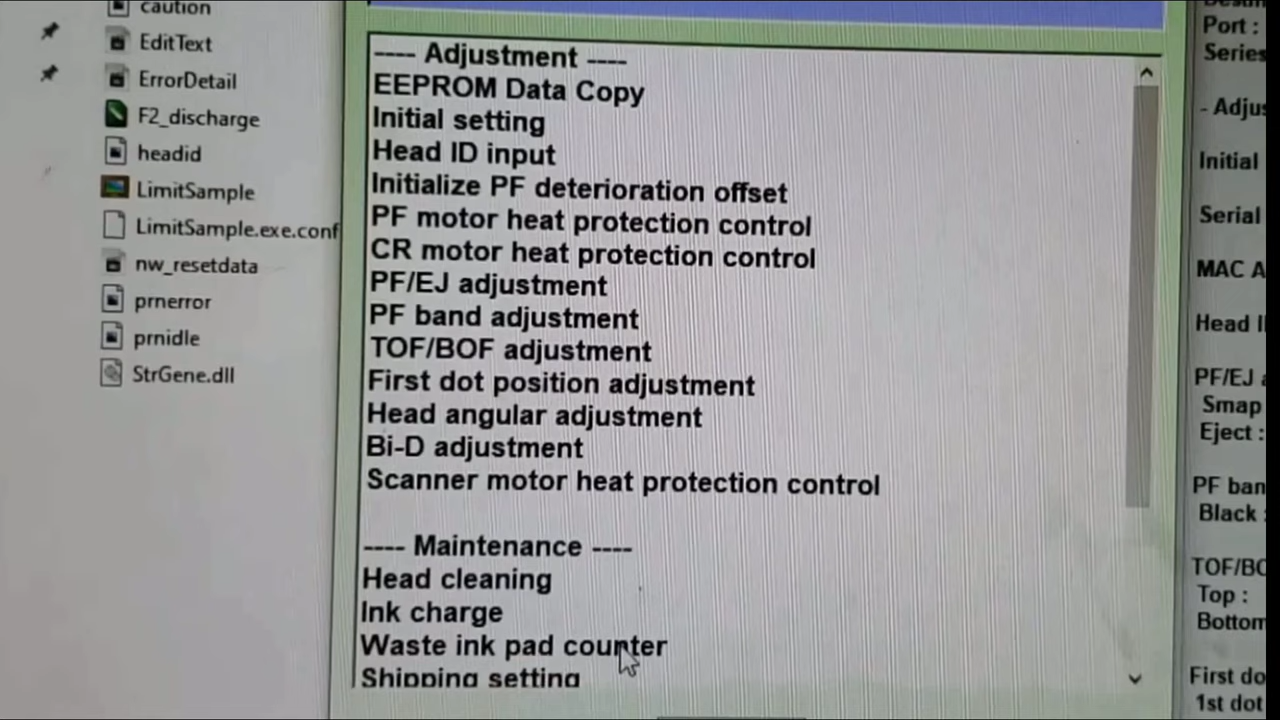 caution
EditText
ErrorDetail
F2_discharge
headid
LimitSample
LimitSample.exe.conf
nw_resetdata
prnerror
prnidle
StrGene.dll
---- Adjustment ----
EEPROM Data Copy
Initial setting
Head ID input
Initialize PF deterioration offset
PF motor heat protection control
CR motor heat protection control
PF/EJ adjustment
PF band adjustment
TOF/BOF adjustment
First dot position adjustment
Head angular adjustment
Bi-D adjustment
Scanner motor heat protection control
---- Maintenance ----
Head cleaning
Ink charge
Waste ink pad counter
Shipping setting
Port :
Series
- Adjus
Initial
Serial
MAC A
Head I
PF/EJ a
Smap
Eject :
PF ban
Black :
TOF/BO
Top :
Bottom
First do
1st dot